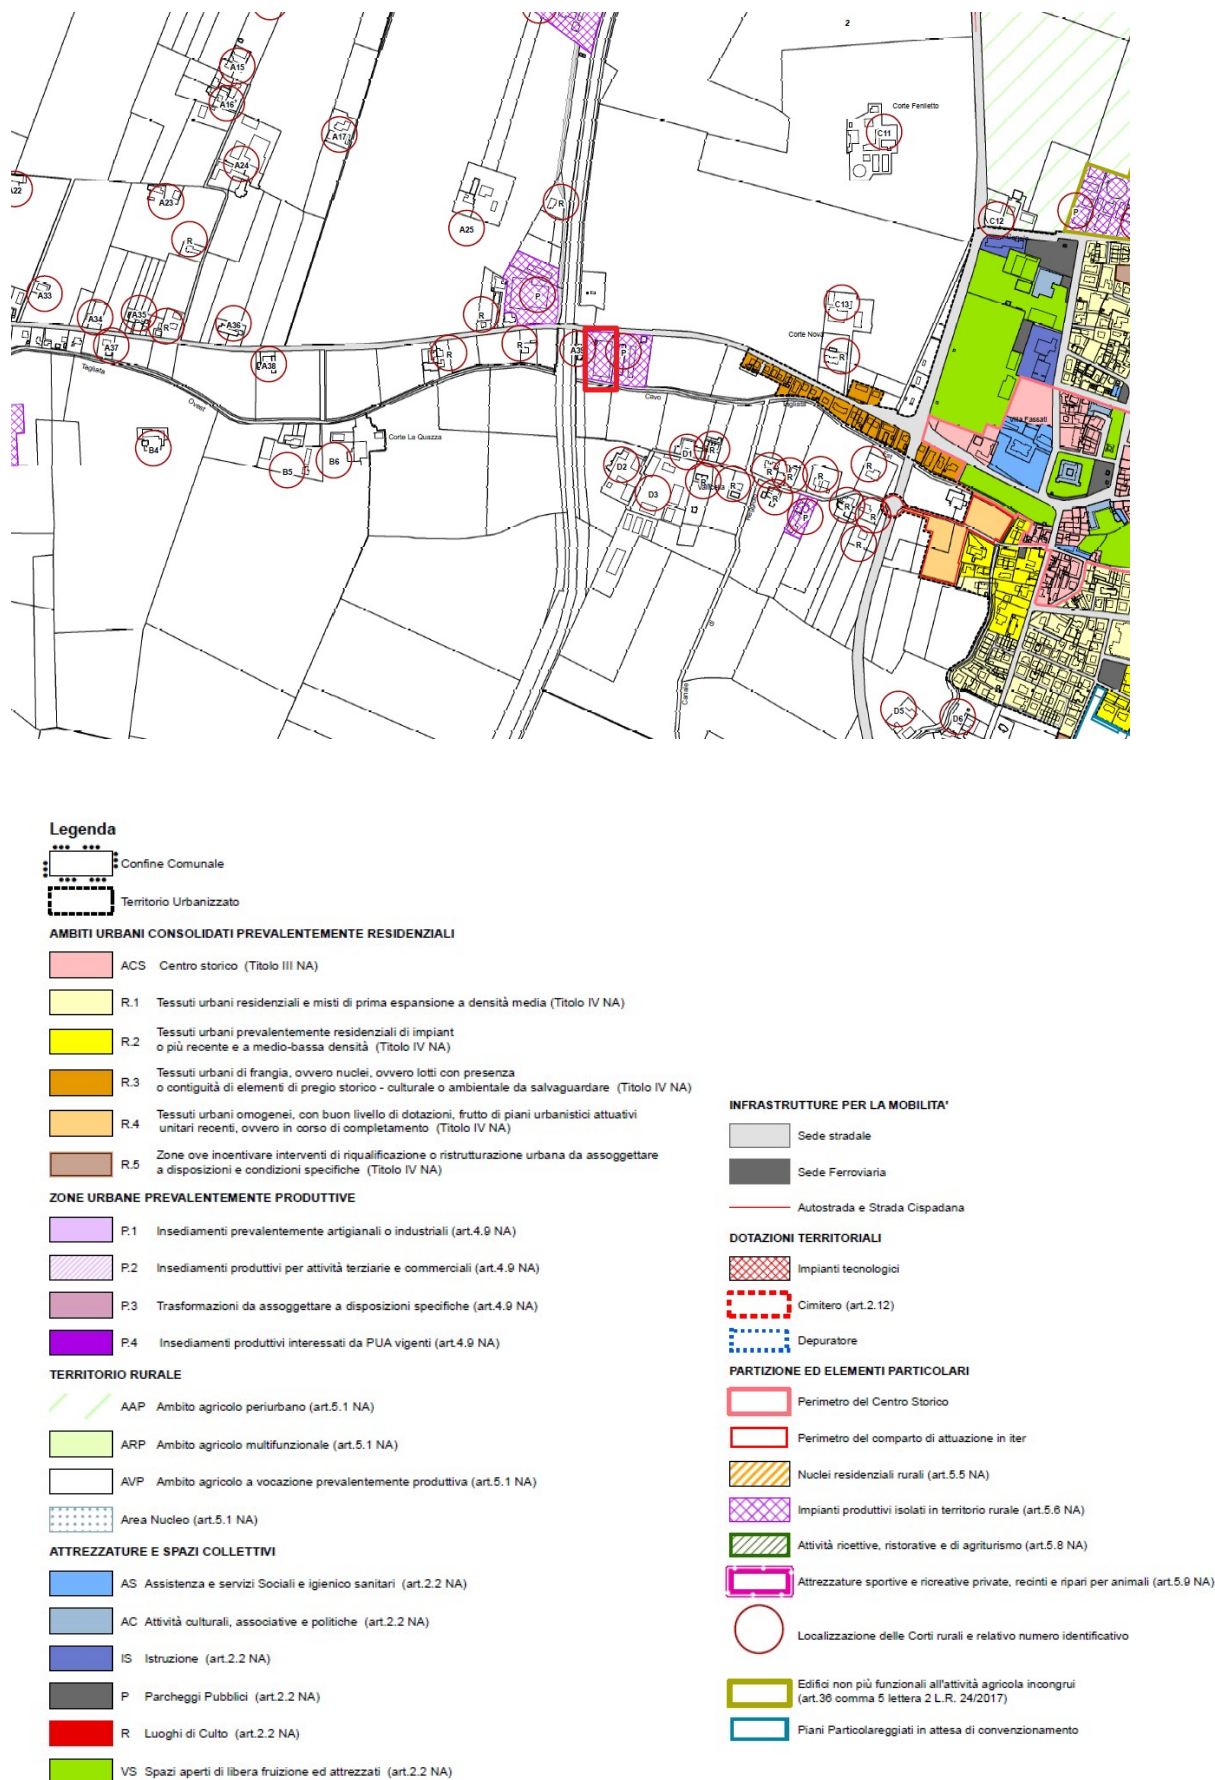 2
A15
A16
A17
Corte Feniletto
C11
A24
A22
A23
R
R
A25
C12
P
A33
A34
A35
R
A36
R
P
C13
Corte Nova
A37
A38
R
R
A39
P
R
Tagliata
Ovest
Cavo
Tagliata
Est
Villa Passati
B4
B5
B6
Corte La Quazza
D1
R
D2
D3
R
Valliceta
R
R
R
R
R
P
R
R
R
Canale
D5
D6
Legenda
Confine Comunale
Territorio Urbanizzato
AMBITI URBANI CONSOLIDATI PREVALENTEMENTE RESIDENZIALI
ACS Centro storico (Titolo III NA)
R.1 Tessuti urbani residenziali e misti di prima espansione a densità media (Titolo IV NA)
R.2 Tessuti urbani prevalentemente residenziali di impiant
o più recente e a medio-bassa densità (Titolo IV NA)
R.3 Tessuti urbani di frangia, ovvero nuclei, ovvero lotti con presenza
o contiguità di elementi di pregio storico - culturale o ambientale da salvaguardare (Titolo IV NA)
R.4 Tessuti urbani omogenei, con buon livello di dotazioni, frutto di piani urbanistici attuativi
unitari recenti, ovvero in corso di completamento (Titolo IV NA)
R.5 Zone ove incentivare interventi di riqualificazione o ristrutturazione urbana da assoggettare
a disposizioni e condizioni specifiche (Titolo IV NA)
ZONE URBANE PREVALENTEMENTE PRODUTTIVE
P.1 Insediamenti prevalentemente artigianali o industriali (art.4.9 NA)
P.2 Insediamenti produttivi per attività terziarie e commerciali (art.4.9 NA)
P.3 Trasformazioni da assoggettare a disposizioni specifiche (art.4.9 NA)
P.4 Insediamenti produttivi interessati da PUA vigenti (art.4.9 NA)
TERRITORIO RURALE
AAP Ambito agricolo periurbano (art.5.1 NA)
ARP Ambito agricolo multifunzionale (art.5.1 NA)
AVP Ambito agricolo a vocazione prevalentemente produttiva (art.5.1 NA)
Area Nucleo (art.5.1 NA)
ATTREZZATURE E SPAZI COLLETTIVI
AS Assistenza e servizi Sociali e igienico sanitari (art.2.2 NA)
AC Attività culturali, associative e politiche (art.2.2 NA)
IS Istruzione (art.2.2 NA)
P Parcheggi Pubblici (art.2.2 NA)
R Luoghi di Culto (art.2.2 NA)
VS Spazi aperti di libera fruizione ed attrezzati (art.2.2 NA)
INFRASTRUTTURE PER LA MOBILITA'
Sede stradale
Sede Ferroviaria
Autostrada e Strada Cispadana
DOTAZIONI TERRITORIALI
Impianti tecnologici
Cimitero (art.2.12)
Depuratore
PARTIZIONE ED ELEMENTI PARTICOLARI
Perimetro del Centro Storico
Perimetro del comparto di attuazione in iter
Nuclei residenziali rurali (art.5.5 NA)
Impianti produttivi isolati in territorio rurale (art.5.6 NA)
Attività ricettive, ristorative e di agriturismo (art.5.8 NA)
Attrezzature sportive e ricreative private, recinti e ripari per animali (art.5.9 NA)
Localizzazione delle Corti rurali e relativo numero identificativo
Edifici non più funzionali all'attività agricola incongrui
(art.36 comma 5 lettera 2 L.R. 24/2017)
Piani Particolareggiati in attesa di convenzionamento